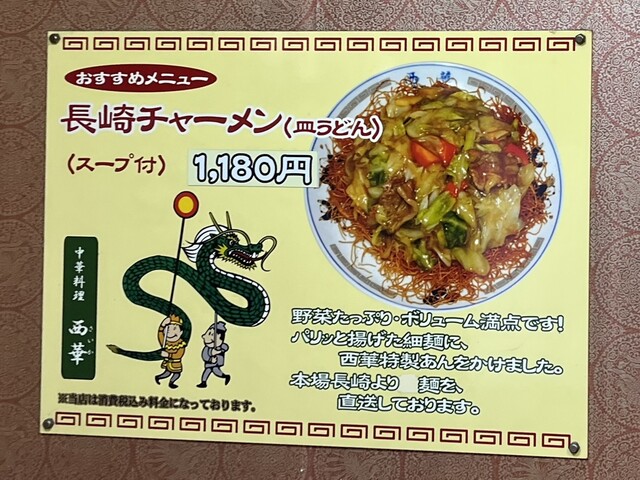 おすすめメニュー
長崎チャーメン(皿うどん)
(スープ付)
1,180円
西華
中華料理 西華
さいか
野菜たっぷり・ボリューム満点です!
パリッと揚げた細麺に、
西華特製あんをかけました。
本場長崎より 麺を、
直送しております。
※当店は消費税込み料金になっております。